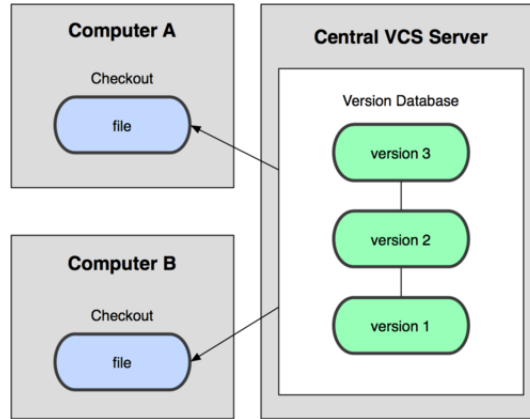 Computer A
Checkout
file
Computer B
Checkout
file
Central VCS Server
Version Database
version 3
version 2
version 1